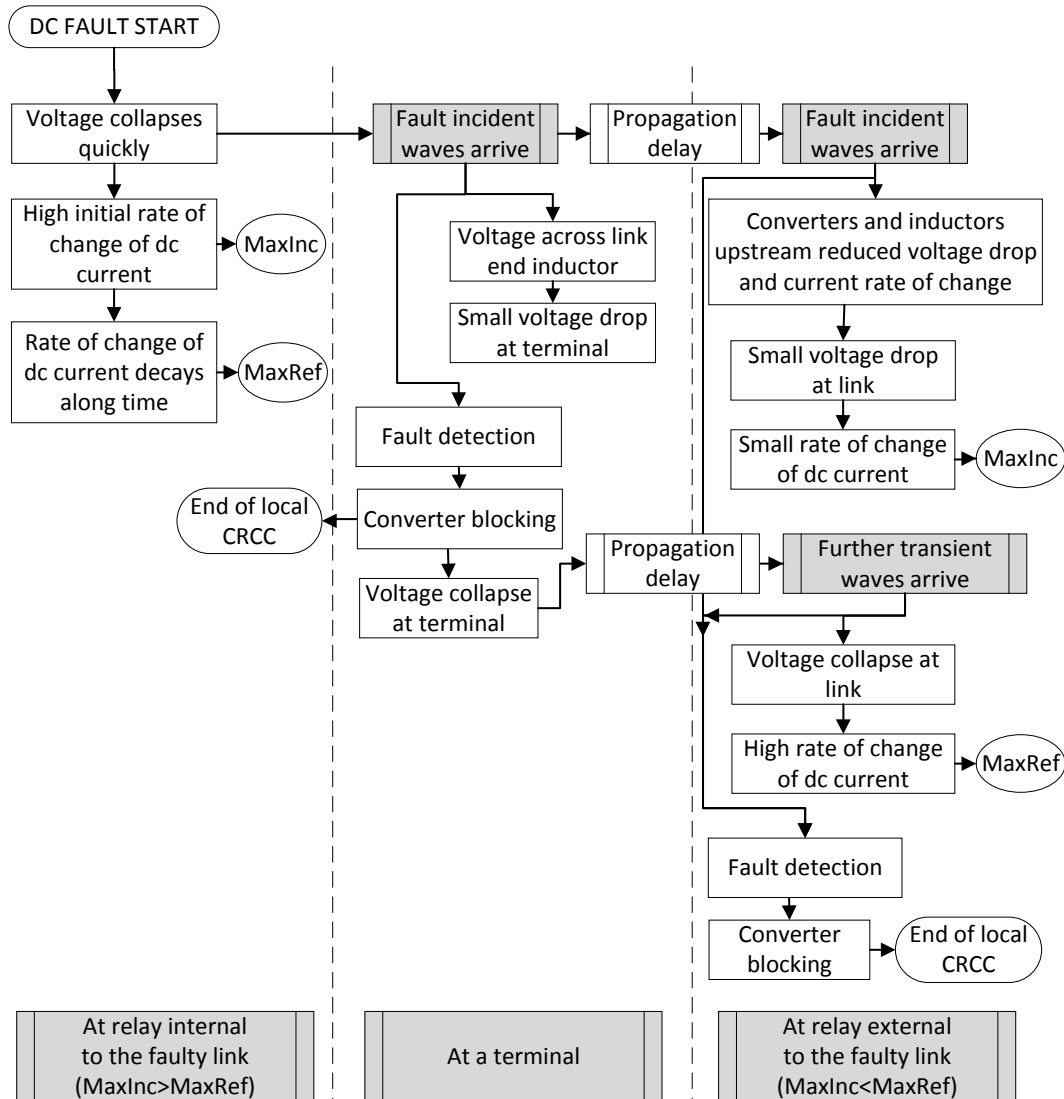 DC FAULT START
Voltage collapses
quickly
High initial rate of
change of dc
current
MaxInc
Rate of change of
dc current decays
along time
MaxRef
Fault incident
waves arrive
Propagation
delay
Fault incident
waves arrive
Voltage across link
end inductor
Small voltage drop
at terminal
Converters and inductors
upstream reduced voltage drop
and current rate of change
Small voltage drop
at link
Small rate of change
of dc current
MaxInc
Fault detection
Converter blocking
End of local
CRCC
Voltage collapse
at terminal
Propagation
delay
Further transient
waves arrive
Voltage collapse at
link
High rate of change
of dc current
MaxRef
Fault detection
Converter
blocking
End of local
CRCC
At relay internal
to the faulty link
(MaxInc>MaxRef)
At a terminal
At relay external
to the faulty link
(MaxInc<MaxRef)